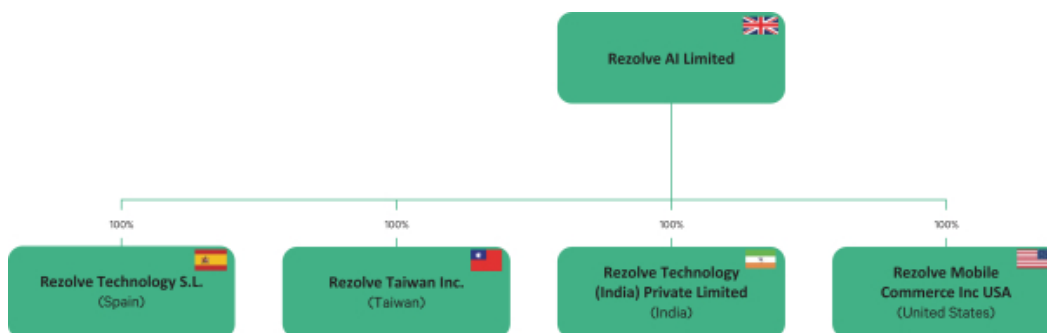 Rezolve AI Limited
100%
100%
100%
100%
Rezolve Technology S.L.
(Spain)
Rezolve Taiwan Inc.
(Taiwan)
Rezolve Technology
(India) Private Limited
(India)
Rezolve Mobile
Commerce Inc USA
(United States)